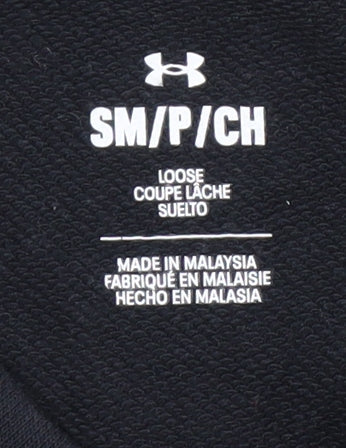 SM/P/CH
LOOSE
COUPE LÂCHE
SUELTO
MADE IN MALAYSIA
FABRIQUÉ EN MALAISIE
HECHO EN MALASIA